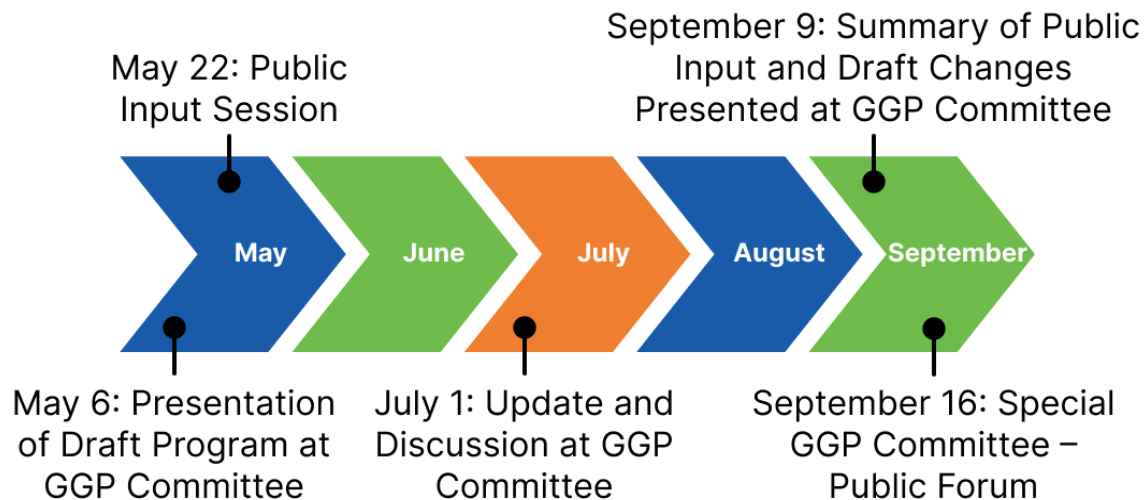 May 22: Public
Input Session
September 9: Summary of Public
Input and Draft Changes
Presented at GGP Committee
May
June
July
August
September
May 6: Presentation
of Draft Program at
GGP Committee
July 1: Update and
Discussion at GGP
Committee
September 16: Special
GGP Committee –
Public Forum